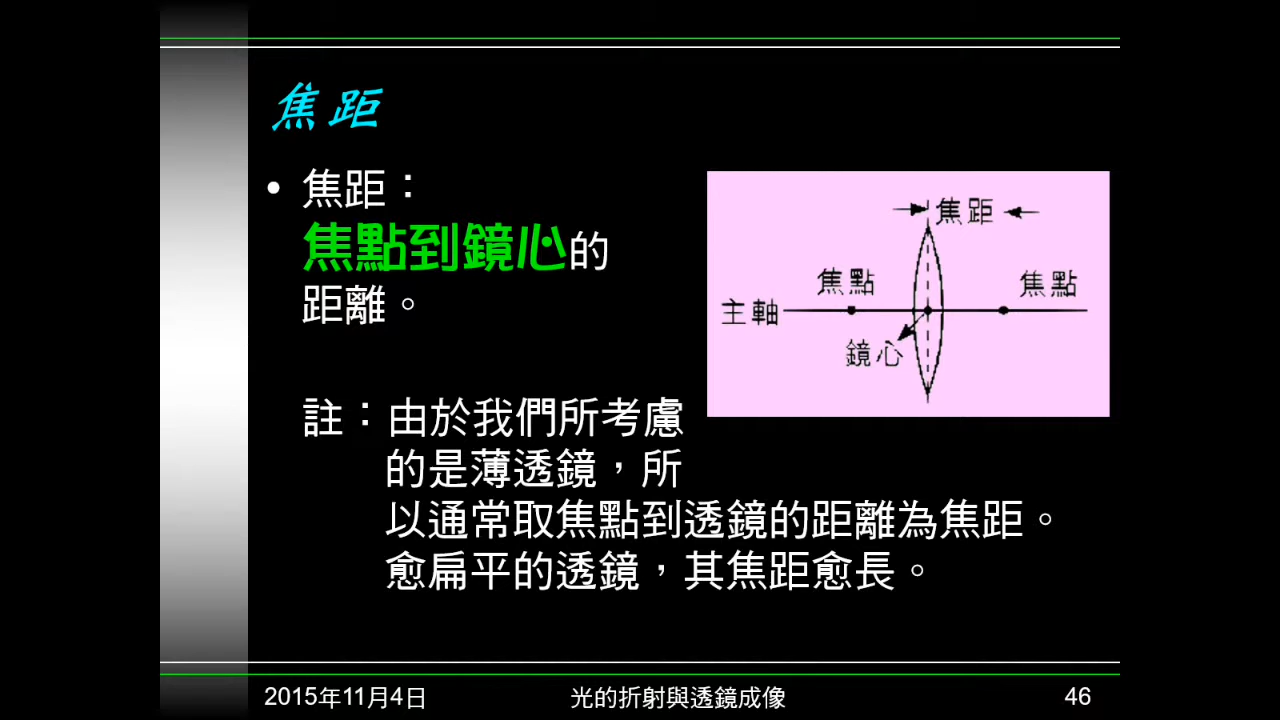 焦距
• 焦距：
焦點到鏡心的
距離。
焦距
焦點
焦點
主軸
鏡心
註：由於我們所考慮
的是薄透鏡，所
以通常取焦點到透鏡的距離為焦距。
愈扁平的透鏡，其焦距愈長。
2015年11月4日
光的折射與透鏡成像
46